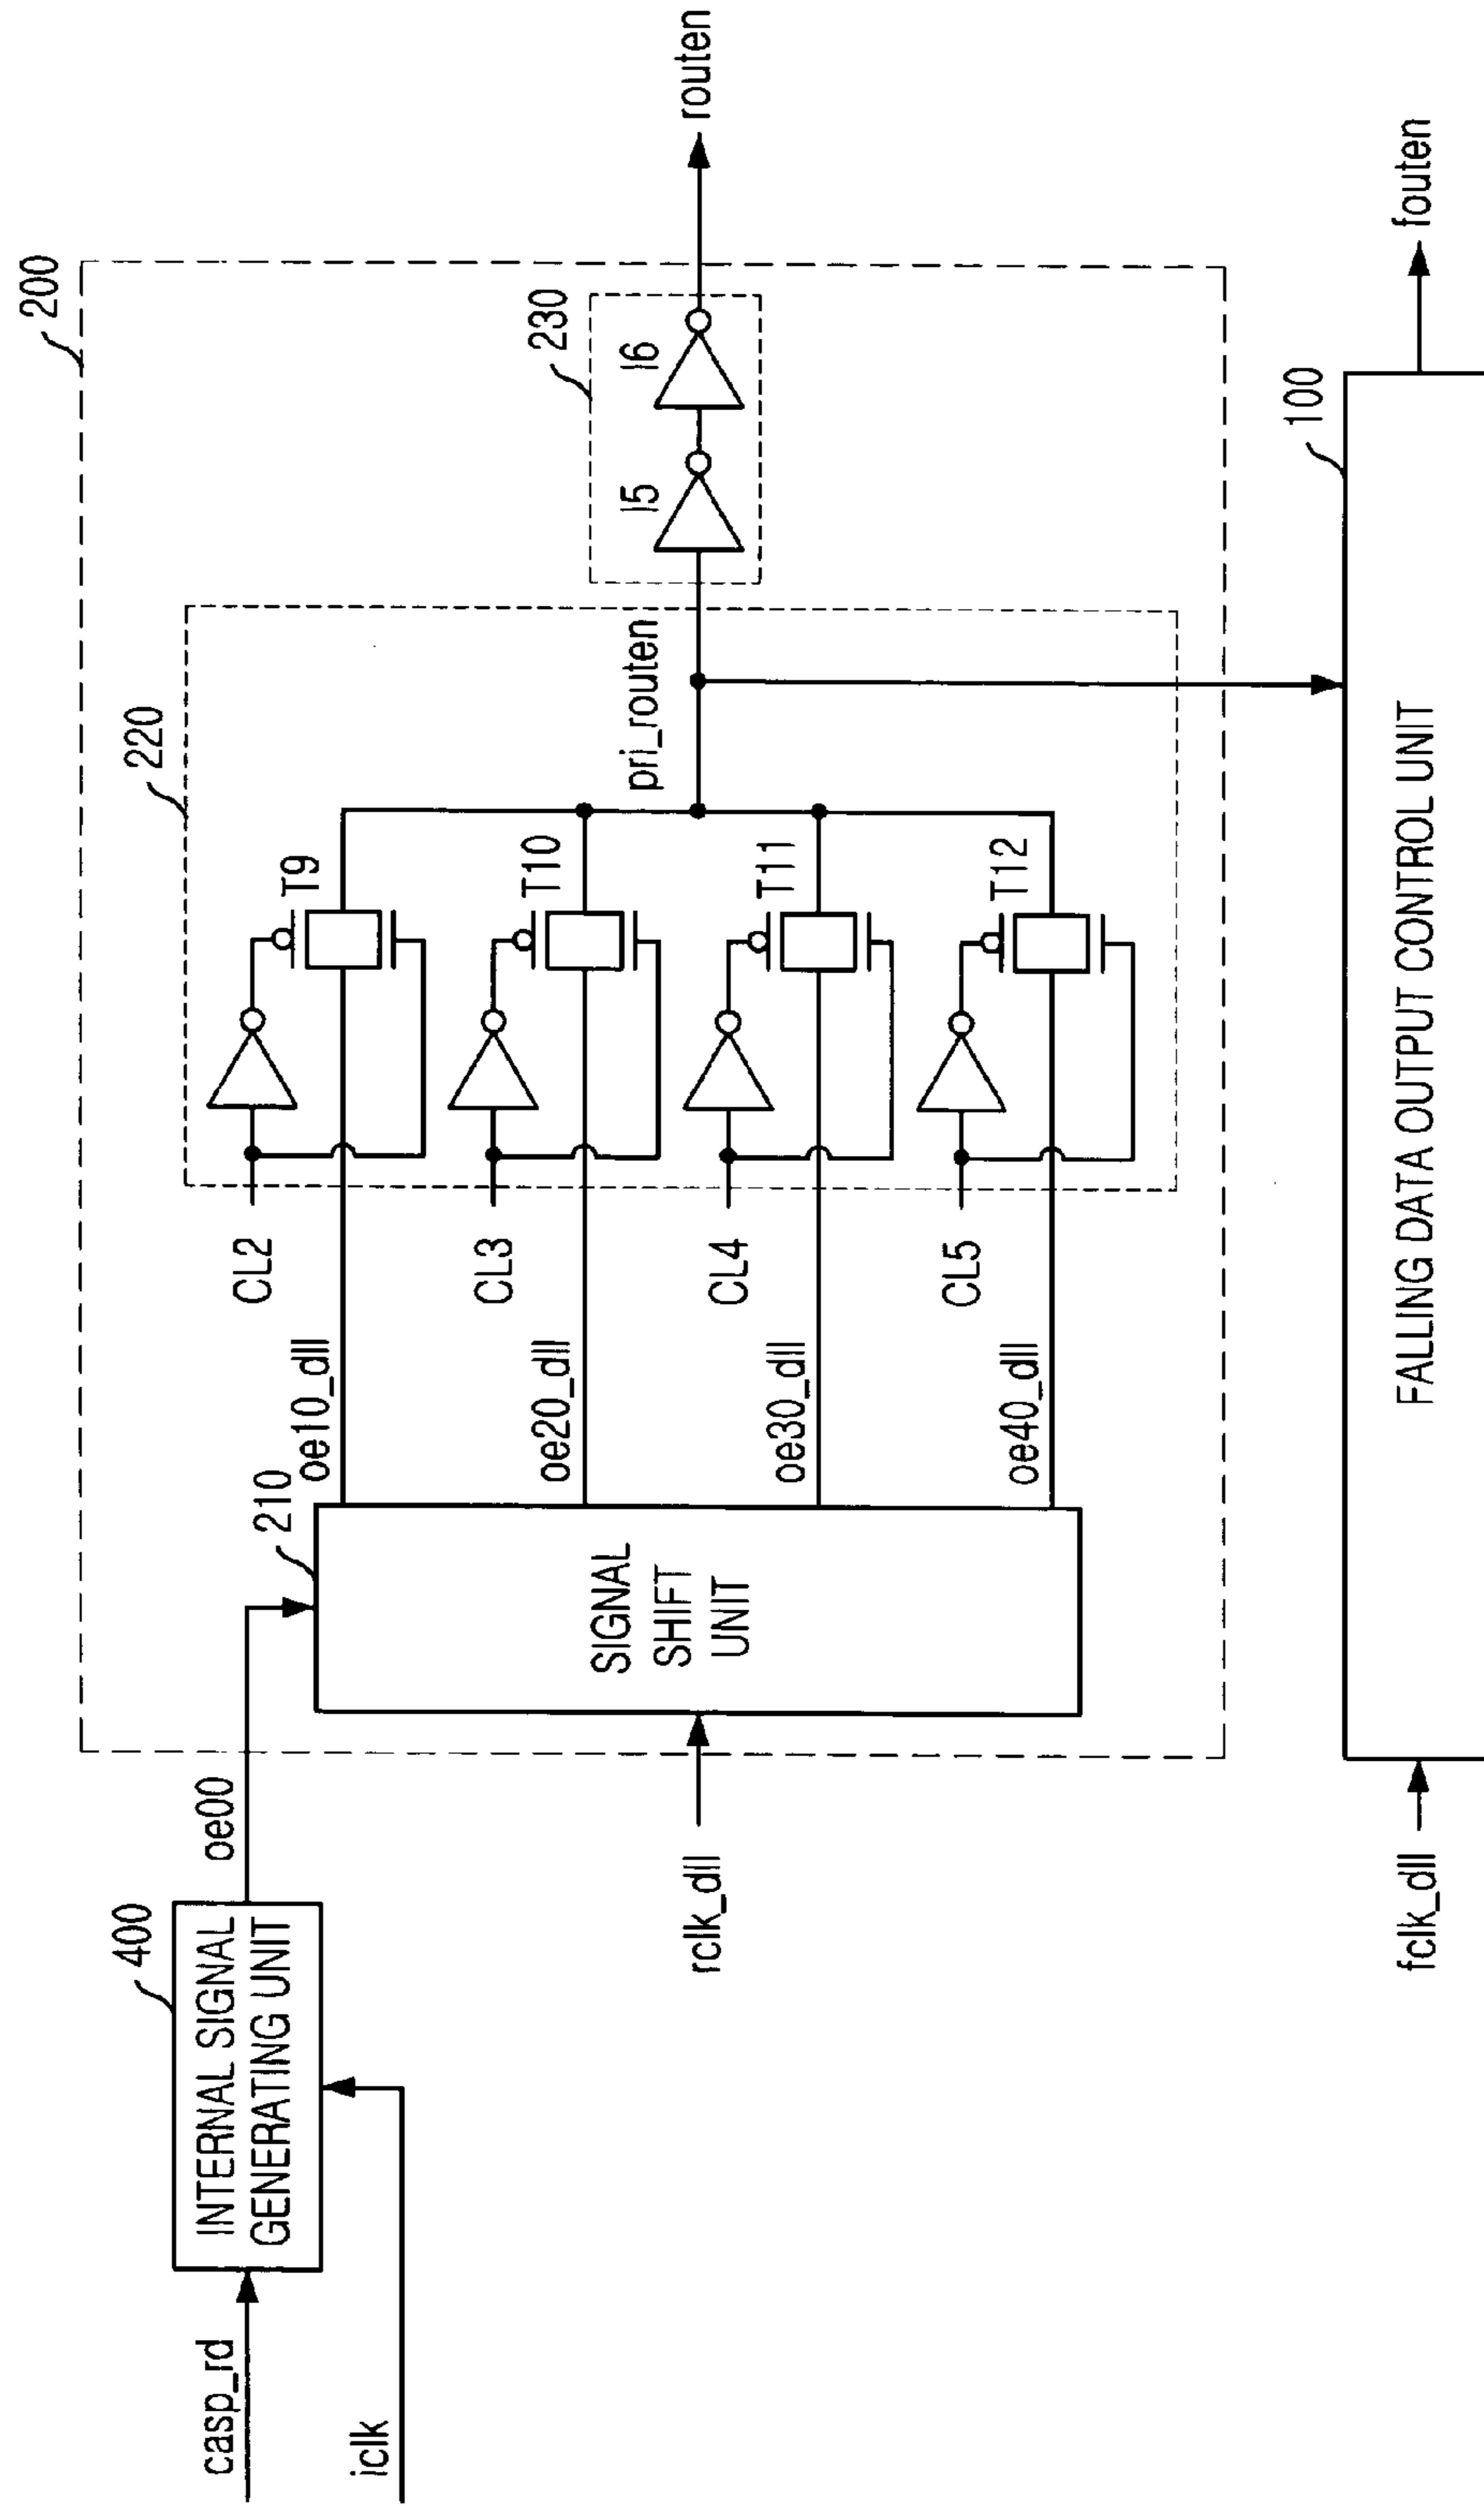 200
220
230
CL2
T9
oe10_dll
CL3
T10
oe20_dll
CL4
T11
oe30_dll
CL5
T12
oe40_dll
pri_routen
I5
I6
routen
400
INTERNAL SIGNAL
GENERATING UNIT
casp_rd
iclk
oe00
210
SIGNAL
SHIFT
UNIT
rclk_dll
100
FALLING DATA OUTPUT CONTROL UNIT
fclk_dll
fouten